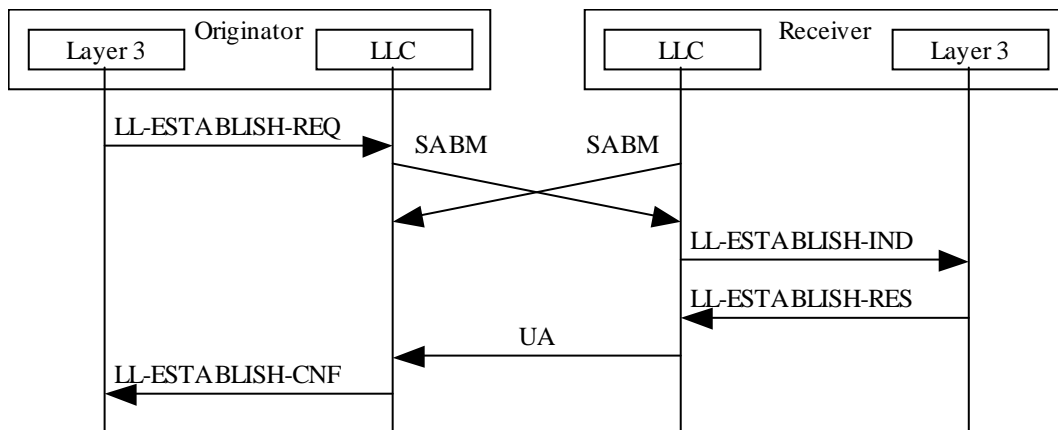 Originator
Receiver
Layer 3
LLC
LLC
Layer 3
LL-ESTABLISH-REQ
SABM
SABM
LL-ESTABLISH-IND
LL-ESTABLISH-RES
UA
LL-ESTABLISH-CNF